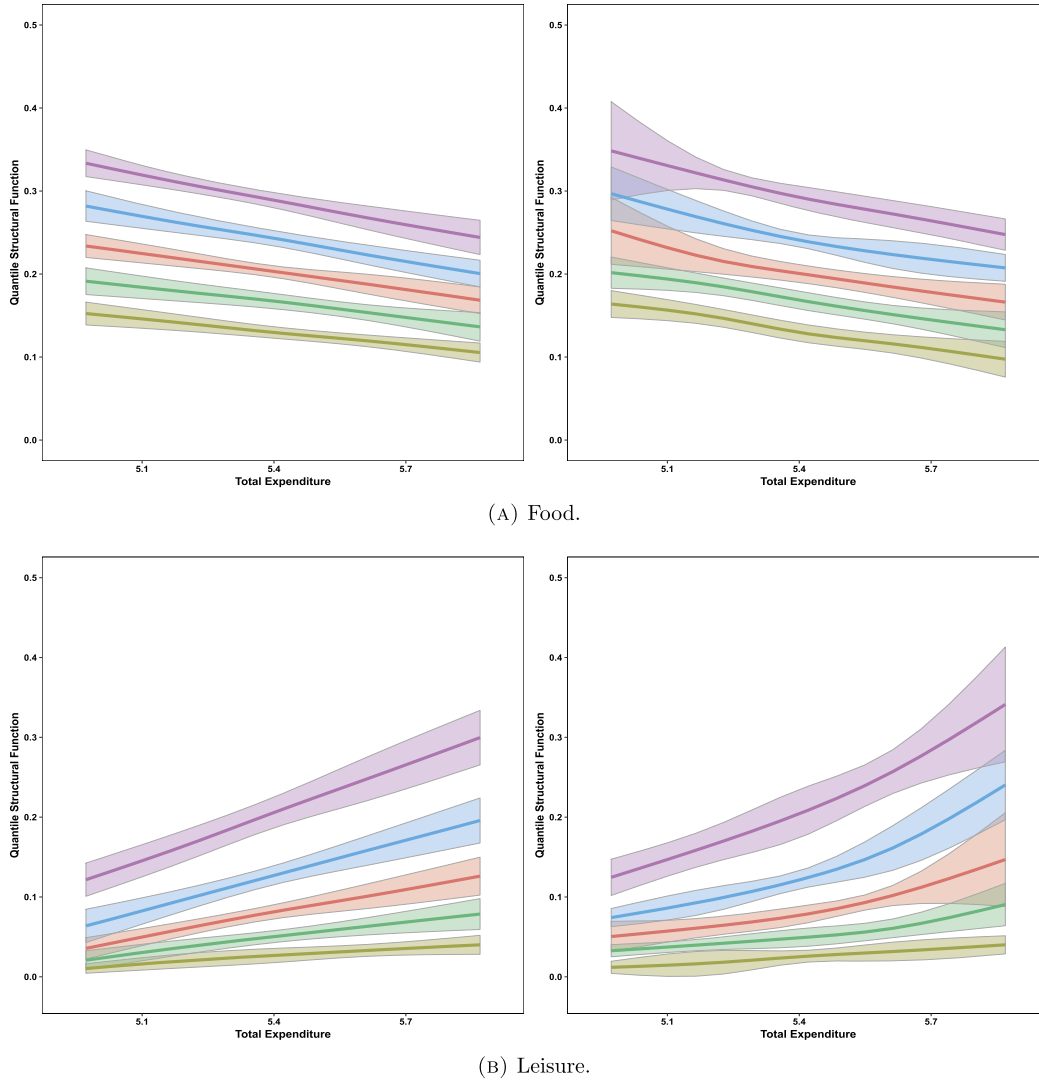 0.5
0.4
0.3
0.2
0.1
0.0
Quantile Structural Function
5.1 5.4 5.7
Total Expenditure
0.5
0.4
0.3
0.2
0.1
0.0
Quantile Structural Function
5.1 5.4 5.7
Total Expenditure
(A) Food.
0.5
0.4
0.3
0.2
0.1
0.0
Quantile Structural Function
5.1 5.4 5.7
Total Expenditure
0.5
0.4
0.3
0.2
0.1
0.0
Quantile Structural Function
5.1 5.4 5.7
Total Expenditure
(B) Leisure.